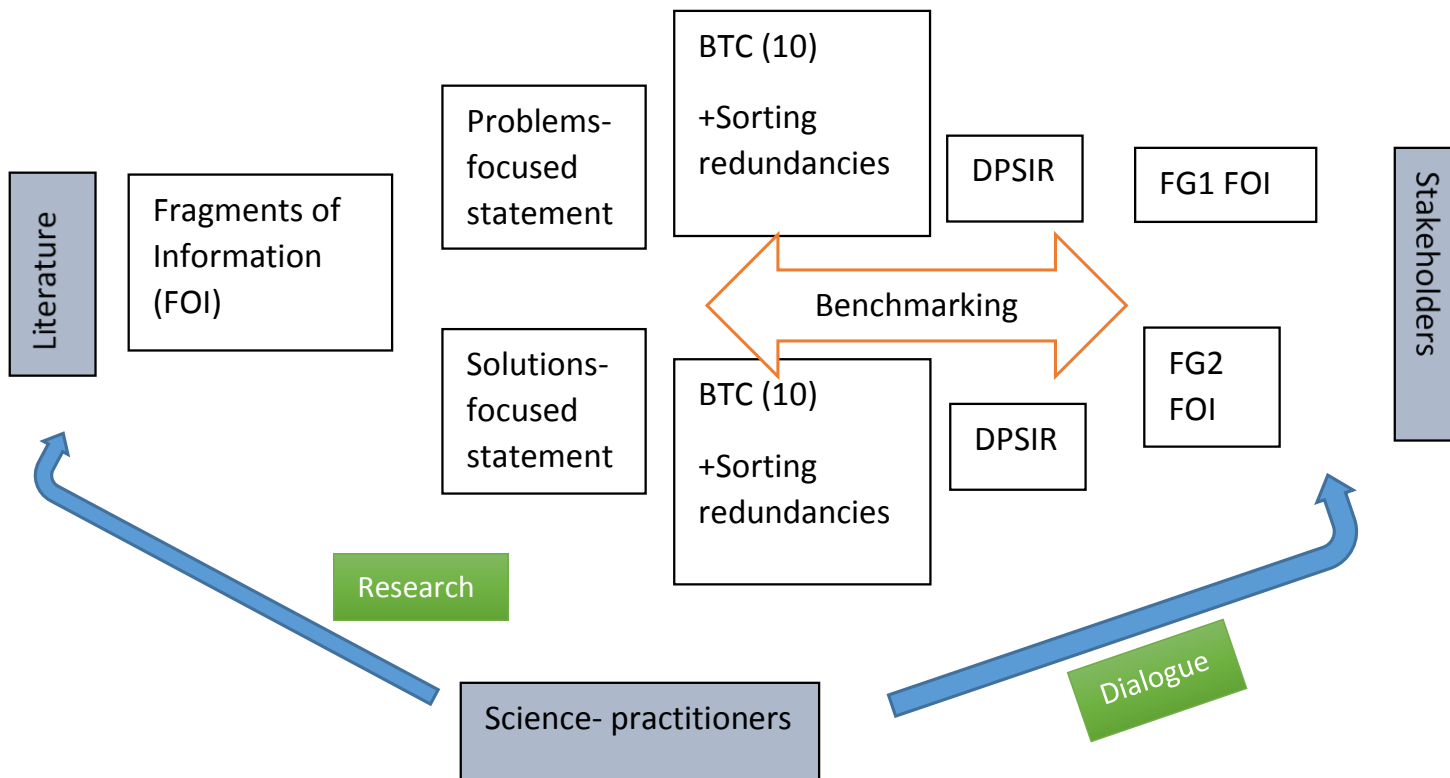 Literature
Fragments of
Information
(FOI)
Problems-
focused
statement
Solutions-
focused
statement
BTC (10)
+Sorting
redundancies
BTC (10)
+Sorting
redundancies
DPSIR
DPSIR
Benchmarking
FG1 FOI
FG2
FOI
Stakeholders
Research
Dialogue
Science- practitioners